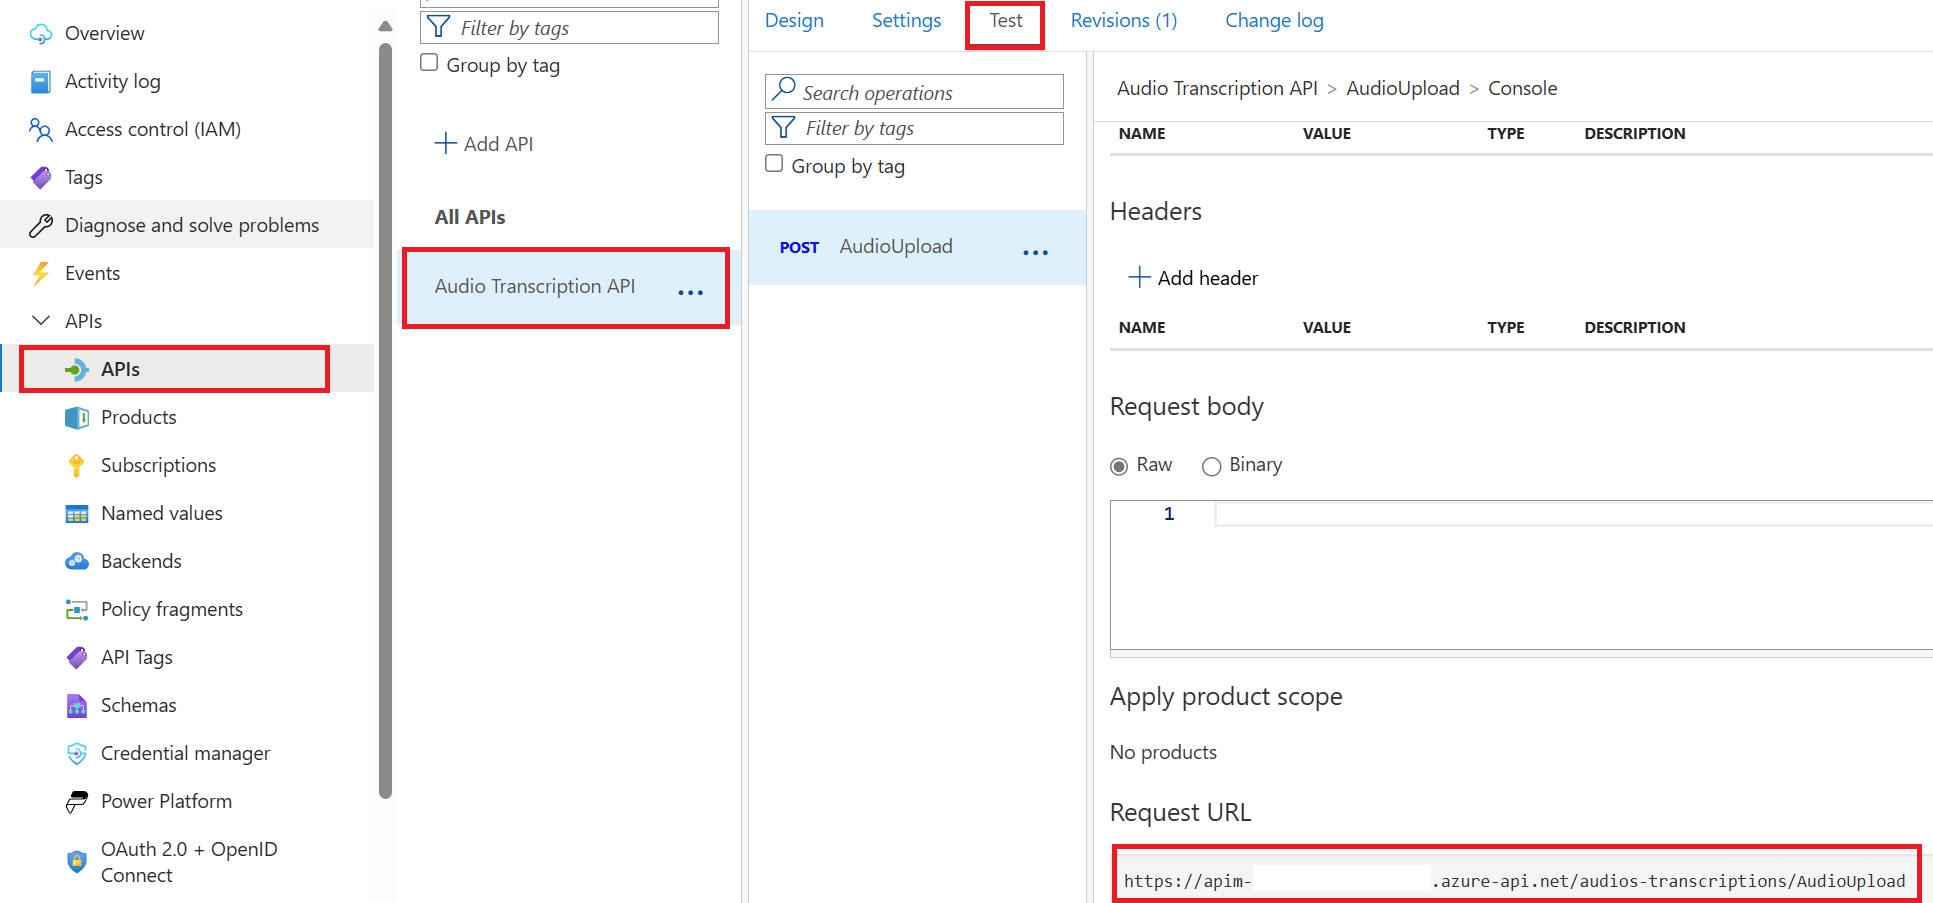 Overview
Activity log
Access control (IAM)
Tags
Diagnose and solve problems
Events
APIs
APIs
Products
Subscriptions
Named values
Backends
Policy fragments
API Tags
Schemas
Credential manager
Power Platform
OAuth 2.0 + OpenID
Connect
Filter by tags
Group by tag
Add API
All APIs
Audio Transcription API
...
Design Settings Test Revisions (1) Change log
Search operations
Filter by tags
Group by tag
POST AudioUpload ...
Audio Transcription API > AudioUpload > Console
NAME VALUE TYPE DESCRIPTION
Headers
Add header
NAME VALUE TYPE DESCRIPTION
Request body
Raw Binary
1
Apply product scope
No products
Request URL
https://apim- .azure-api.net/audios-transcriptions/AudioUpload